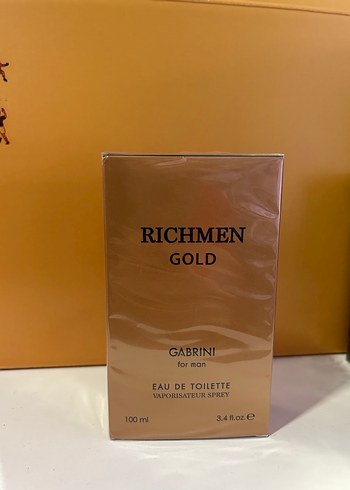 RICHMEN
GOLD
GABRINI
for man
EAU DE TOILETTE
VAPORISATEUR SPREY
100 ml 3.4 fl.oz.℮